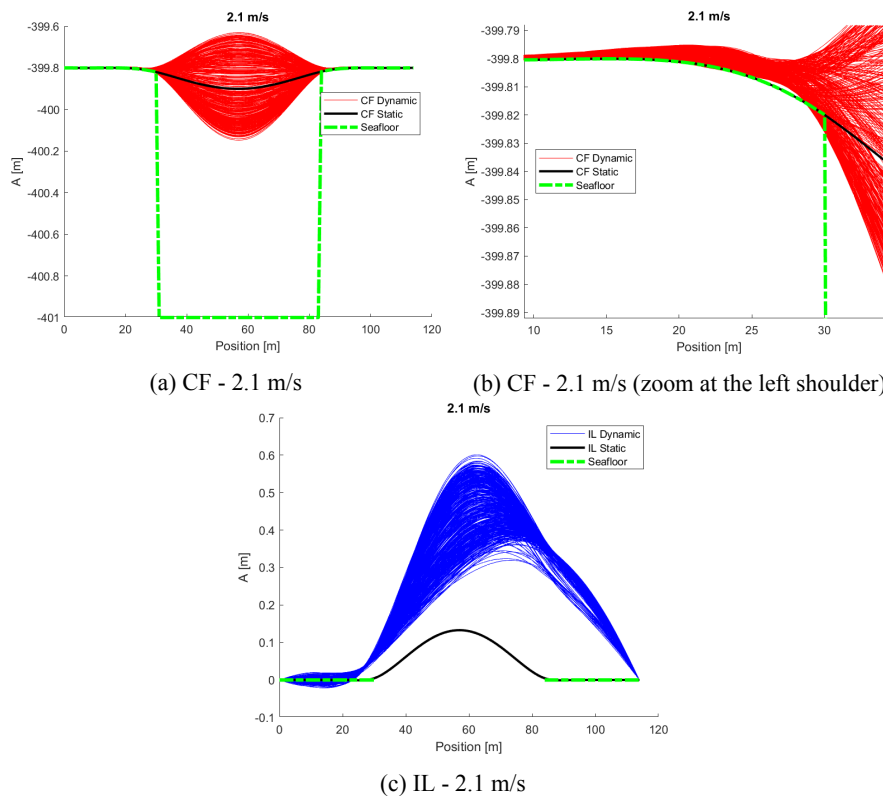 2.1 m/s
-399.6
-399.8
-400
-400.2
-400.4
-400.6
-400.8
-401
A [m]
0
20
40
60
80
100
120
Position [m]
CF Dynamic
CF Static
Seafloor
(a) CF - 2.1 m/s
2.1 m/s
-399.79
-399.8
-399.81
-399.82
-399.83
-399.84
-399.85
-399.86
-399.87
-399.88
-399.89
A [m]
10
15
20
25
30
Position [m]
CF Dynamic
CF Static
Seafloor
(b) CF - 2.1 m/s (zoom at the left shoulder)
2.1 m/s
0.7
0.6
0.5
0.4
0.3
0.2
0.1
0
-0.1
A [m]
0
20
40
60
80
100
120
Position [m]
IL Dynamic
IL Static
Seafloor
(c) IL - 2.1 m/s